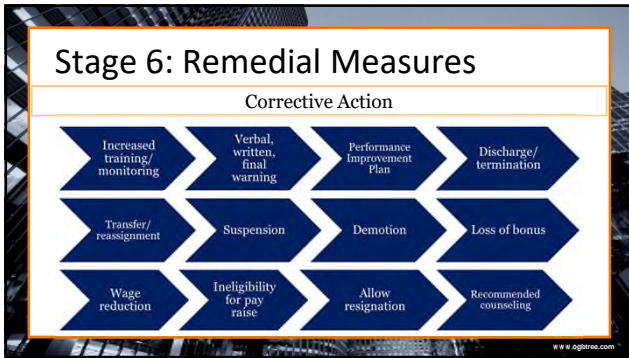 Stage 6: Remedial Measures
Corrective Action
Increased
training/
monitoring
Verbal,
written,
final
warning
Performance
Improvement
Plan
Discharge/
termination
Transfer/
reassignment
Suspension
Demotion
Loss of bonus
Wage
reduction
Ineligibility
for pay
raise
Allow
resignation
Recommended
counseling
www.ogbtree.com